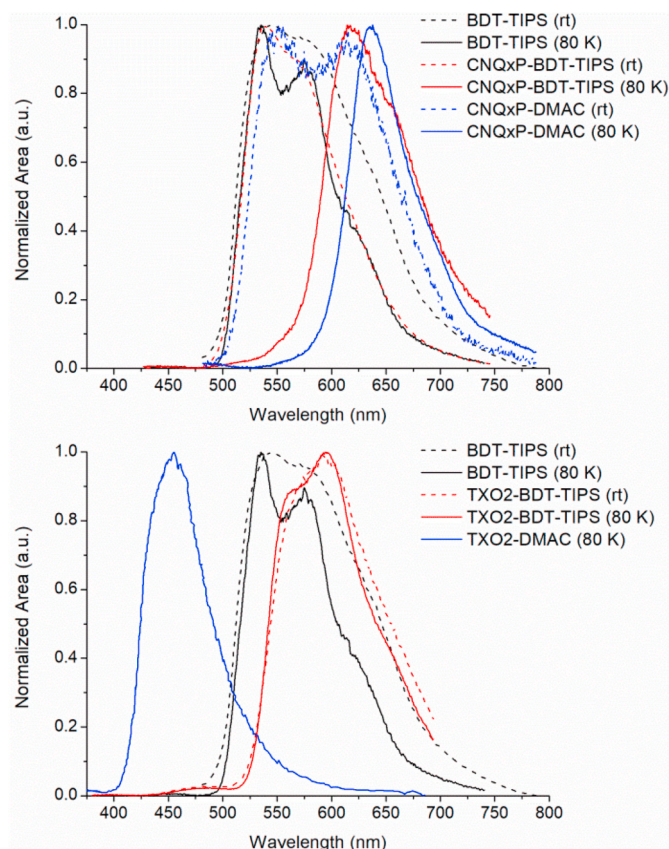 BDT-TIPS (rt)
BDT-TIPS (80 K)
CNQxP-BDT-TIPS (rt)
CNQxP-BDT-TIPS (80 K)
CNQxP-DMAC (rt)
CNQxP-DMAC (80 K)
Normalized Area (a.u.)
1.0
0.8
0.6
0.4
0.2
0.0
400 450 500 550 600 650 700 750 800
Wavelength (nm)
BDT-TIPS (rt)
BDT-TIPS (80 K)
TXO2-BDT-TIPS (rt)
TXO2-BDT-TIPS (80 K)
TXO2-DMAC (80 K)
Normalized Area (a.u.)
1.0
0.8
0.6
0.4
0.2
0.0
400 450 500 550 600 650 700 750 800
Wavelength (nm)